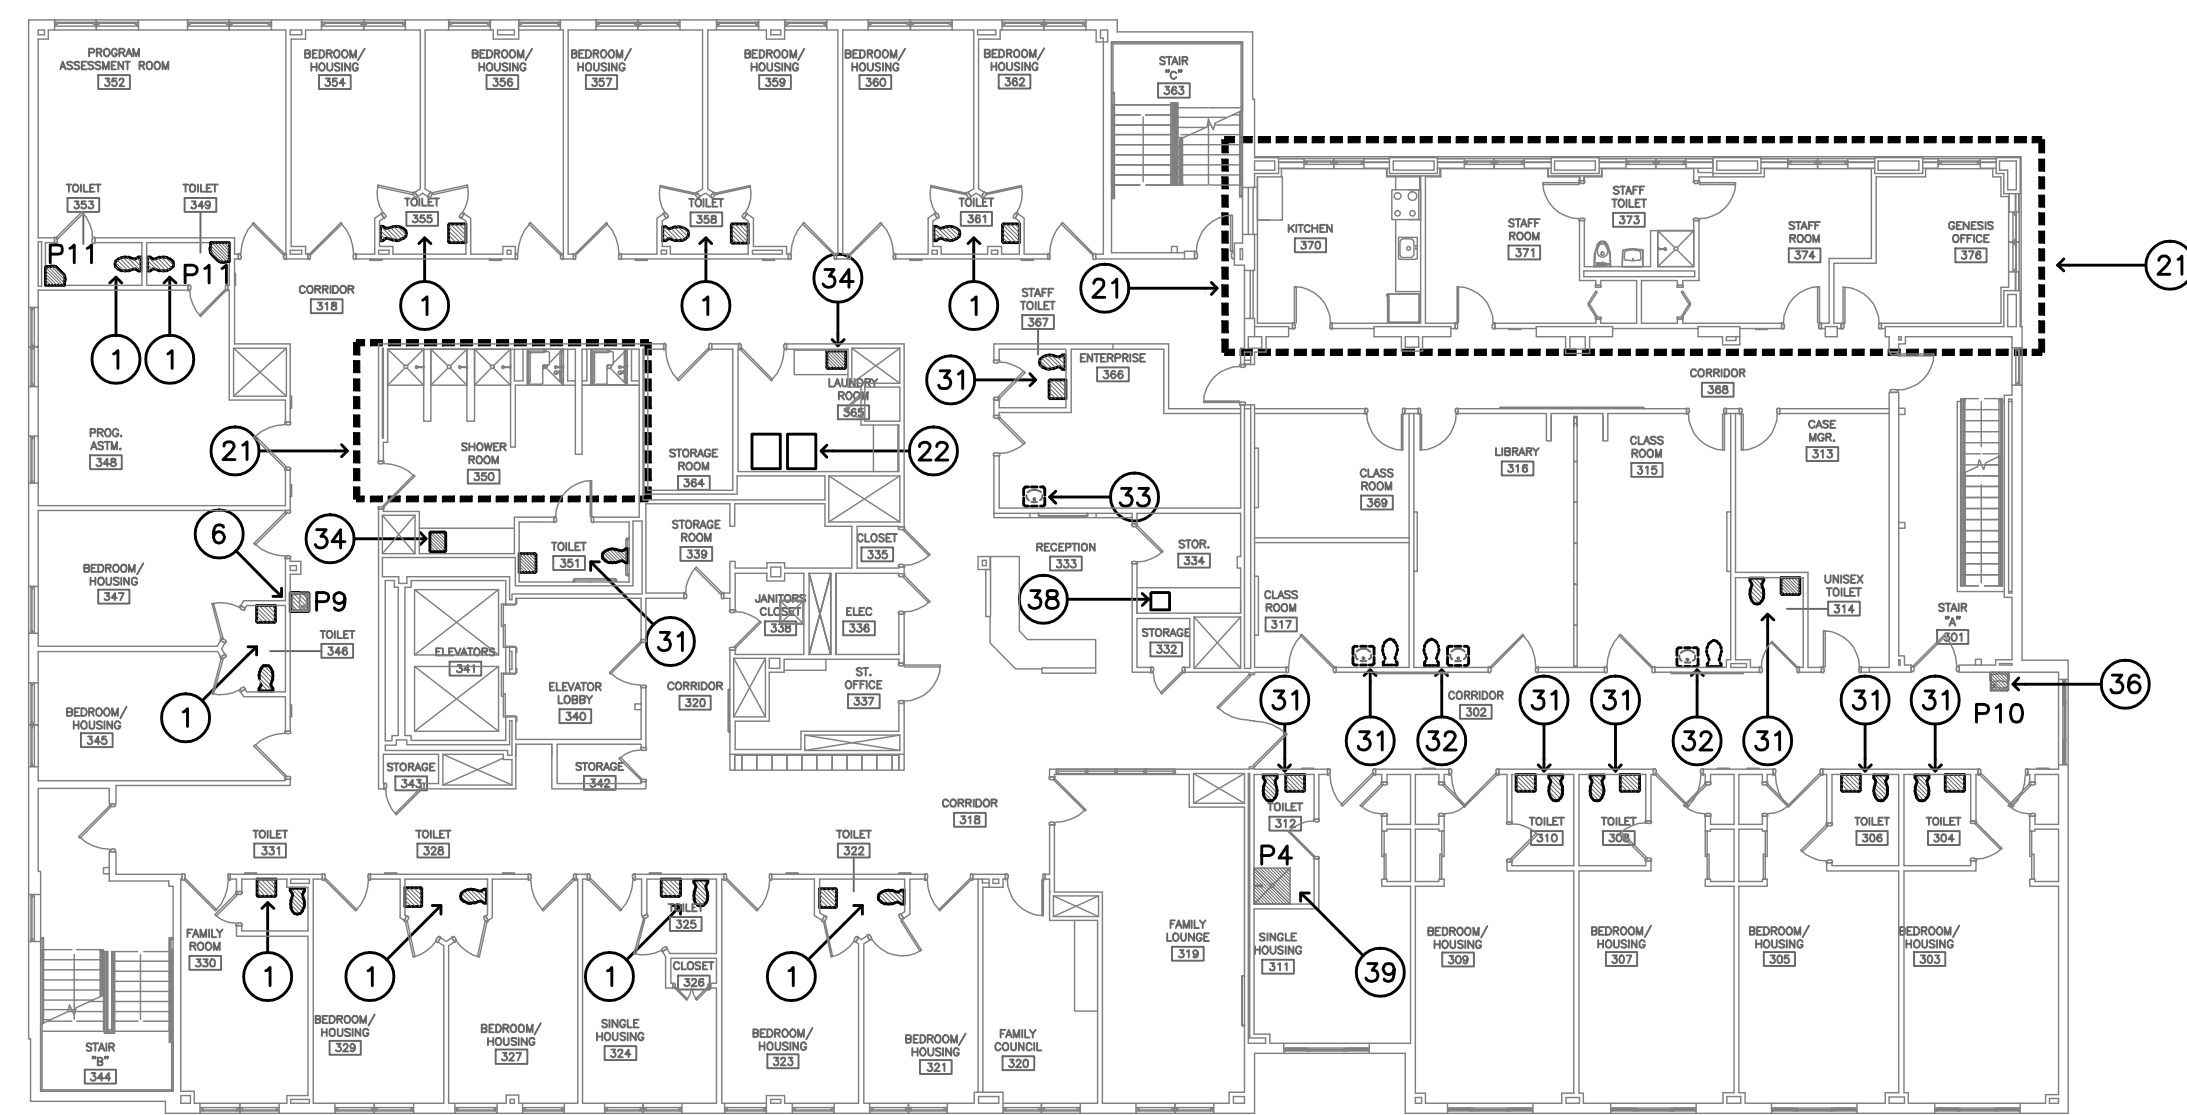 PROGRAM
ASSESSMENT ROOM
352
BEDROOM/
HOUSING
354
BEDROOM/
HOUSING
356
BEDROOM/
HOUSING
357
BEDROOM/
HOUSING
359
BEDROOM/
HOUSING
360
BEDROOM/
HOUSING
362
STAIR
"C"
363
TOILET
353
TOILET
349
TOILET
355
TOILET
358
TOILET
361
P11
P11
1
1
1
1
1
CORRIDOR
318
34
STAFF
TOILET
367
21
KITCHEN
370
STAFF
ROOM
371
STAFF
TOILET
373
STAFF
ROOM
374
GENESIS
OFFICE
376
21
PROG.
ASTM.
348
21
SHOWER
ROOM
350
STORAGE
ROOM
364
LAUNDRY
ROOM
365
22
31
ENTERPRISE
366
33
CORRIDOR
368
CLASS
ROOM
369
LIBRARY
316
CLASS
ROOM
315
CASE
MGR.
313
6
34
TOILET
351
STORAGE
ROOM
339
CLOSET
335
RECEPTION
333
STOR.
334
BEDROOM/
HOUSING
347
P9
TOILET
346
31
JANITORS
CLOSET
338
ELEC
336
38
CLASS
ROOM
317
UNISEX
TOILET
314
STAIR
"A"
301
STORAGE
332
ELEVATORS
341
ELEVATOR
LOBBY
340
CORRIDOR
320
ST.
OFFICE
337
1
BEDROOM/
HOUSING
345
31
31
32
CORRIDOR
302
31
31
32
31
31
31
P10
36
STORAGE
343
STORAGE
342
CORRIDOR
318
TOILET
331
TOILET
328
TOILET
322
TOILET
312
TOILET
310
TOILET
308
TOILET
306
TOILET
304
P4
39
FAMILY
ROOM
330
1
1
TOILET
325
CLOSET
326
1
1
FAMILY
LOUNGE
319
SINGLE
HOUSING
311
BEDROOM/
HOUSING
309
BEDROOM/
HOUSING
307
BEDROOM/
HOUSING
305
BEDROOM/
HOUSING
303
STAIR
"B"
344
BEDROOM/
HOUSING
329
BEDROOM/
HOUSING
327
SINGLE
HOUSING
324
BEDROOM/
HOUSING
323
BEDROOM/
HOUSING
321
FAMILY
COUNCIL
320